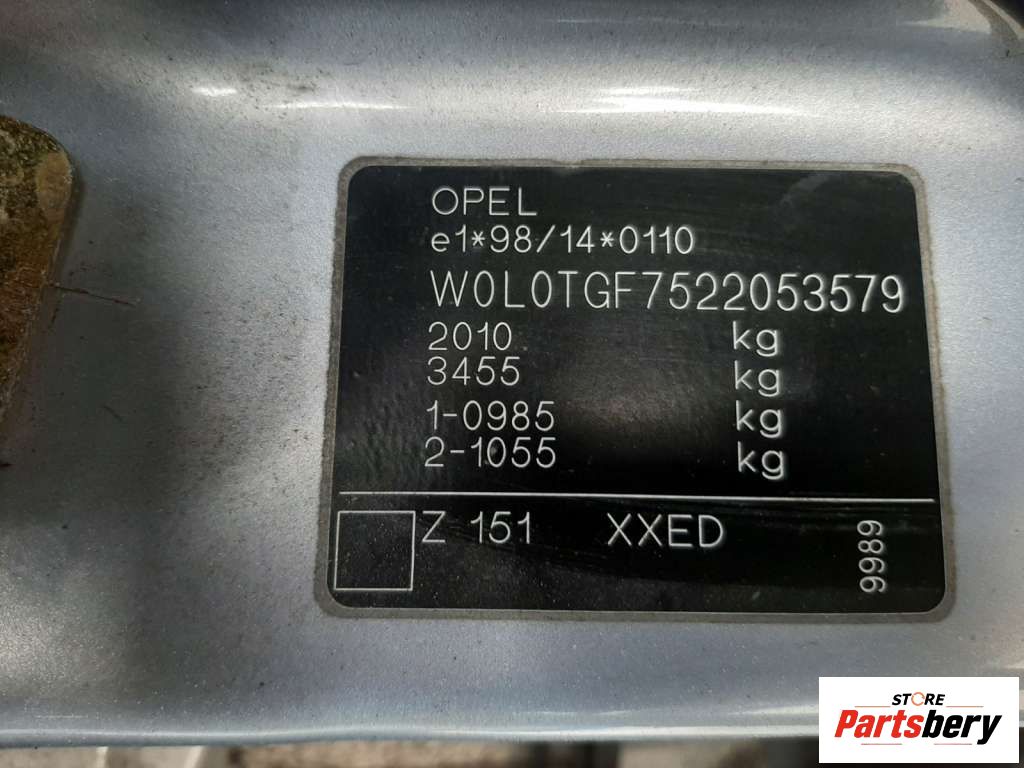 OPEL
e1*98/14*0110
W0L0TGF7522053579
2010 kg
3455 kg
1-0985 kg
2-1055 kg
Z 151 XXED
9989
STORE
Partsbery